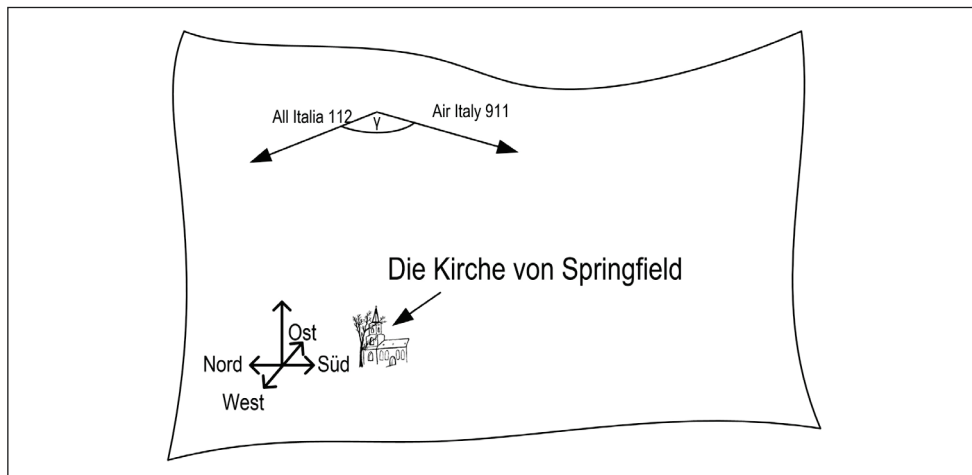 All Italia 112
γ
Air Italy 911
Die Kirche von Springfield
Ost
Nord
Süd
West